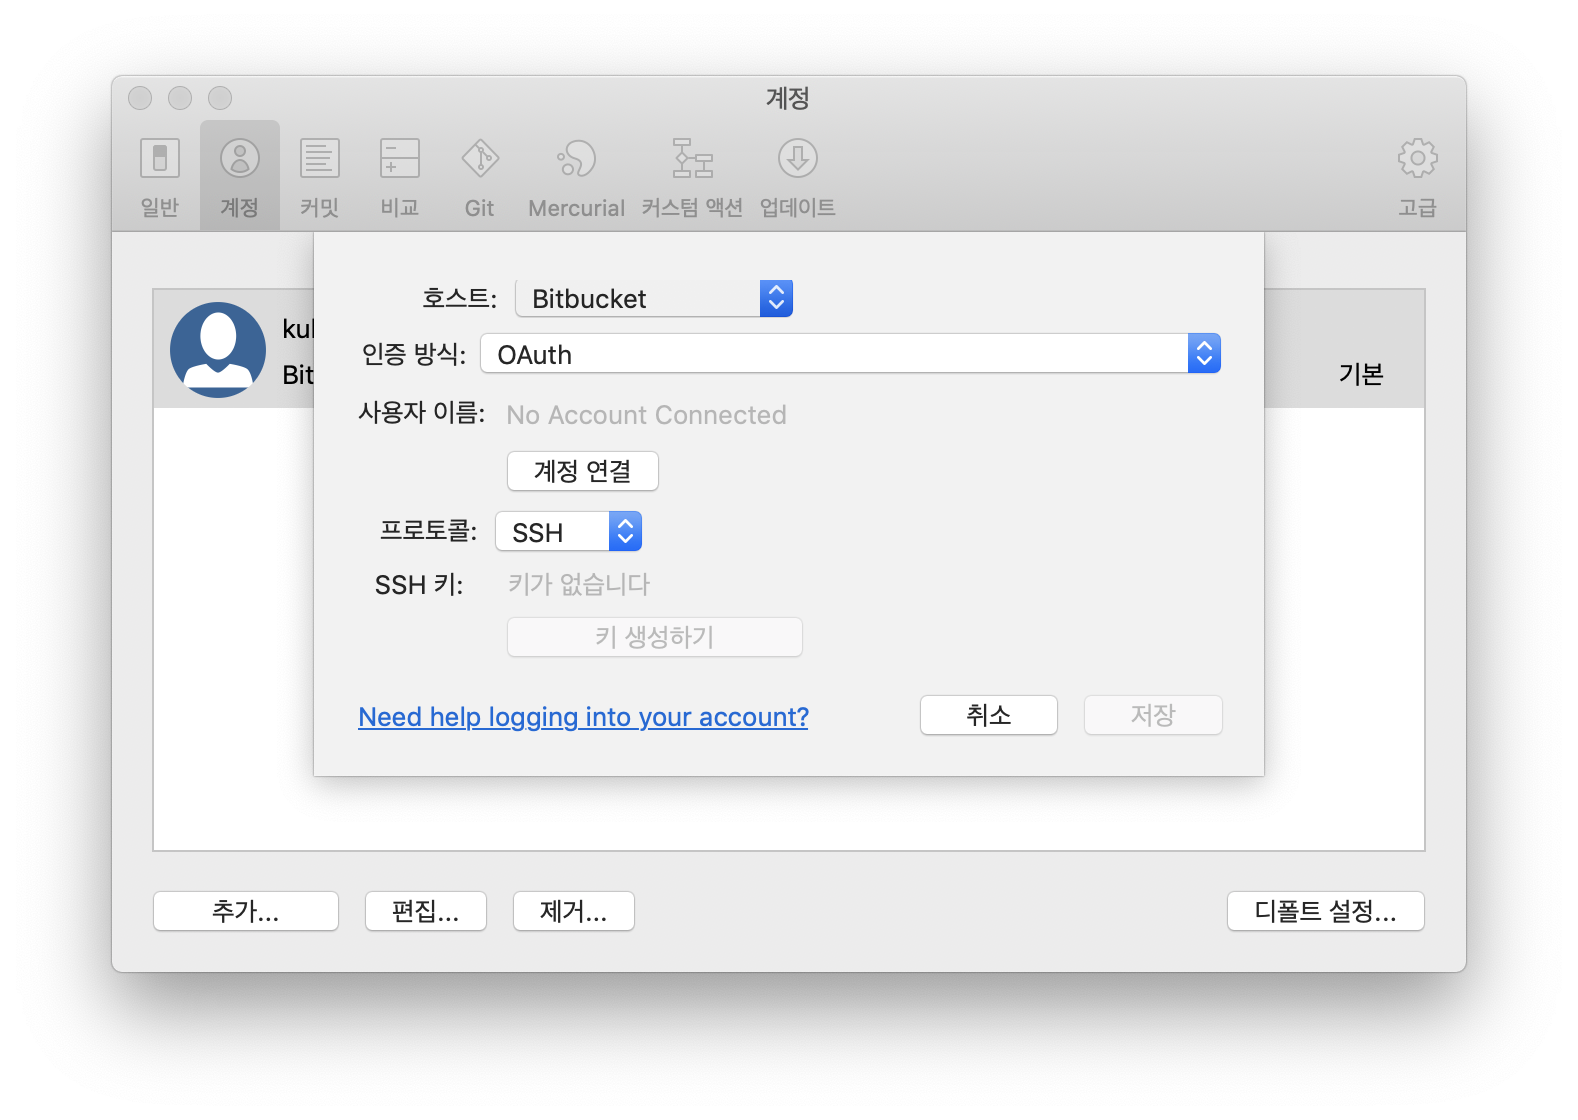 계정
일반 계정 커밋 비교 Git Mercurial 커스텀 액션 업데이트 고급
호스트: Bitbucket
인증 방식: OAuth
사용자 이름: No Account Connected
계정 연결
프로토콜: SSH
SSH 키: 키가 없습니다
키 생성하기
Need help logging into your account? 취소 저장
Bit
기본
추가... 편집... 제거... 디폴트 설정...